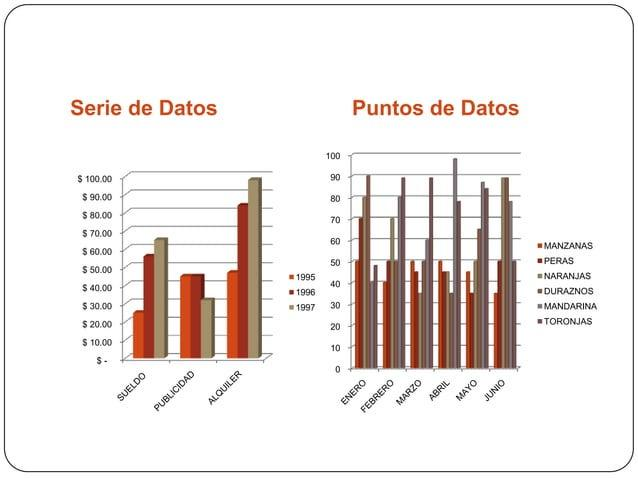 Serie de Datos
Puntos de Datos
$ 100.00
$ 90.00
$ 80.00
$ 70.00
$ 60.00
$ 50.00
$ 40.00
$ 30.00
$ 20.00
$ 10.00
$ -
SUELDO
PUBLICIDAD
ALQUILER
1995
1996
1997
100
90
80
70
60
50
40
30
20
10
0
ENERO
FEBRERO
MARZO
ABRIL
MAYO
JUNIO
MANZANAS
PERAS
NARANJAS
DURAZNOS
MANDARINA
TORONJAS